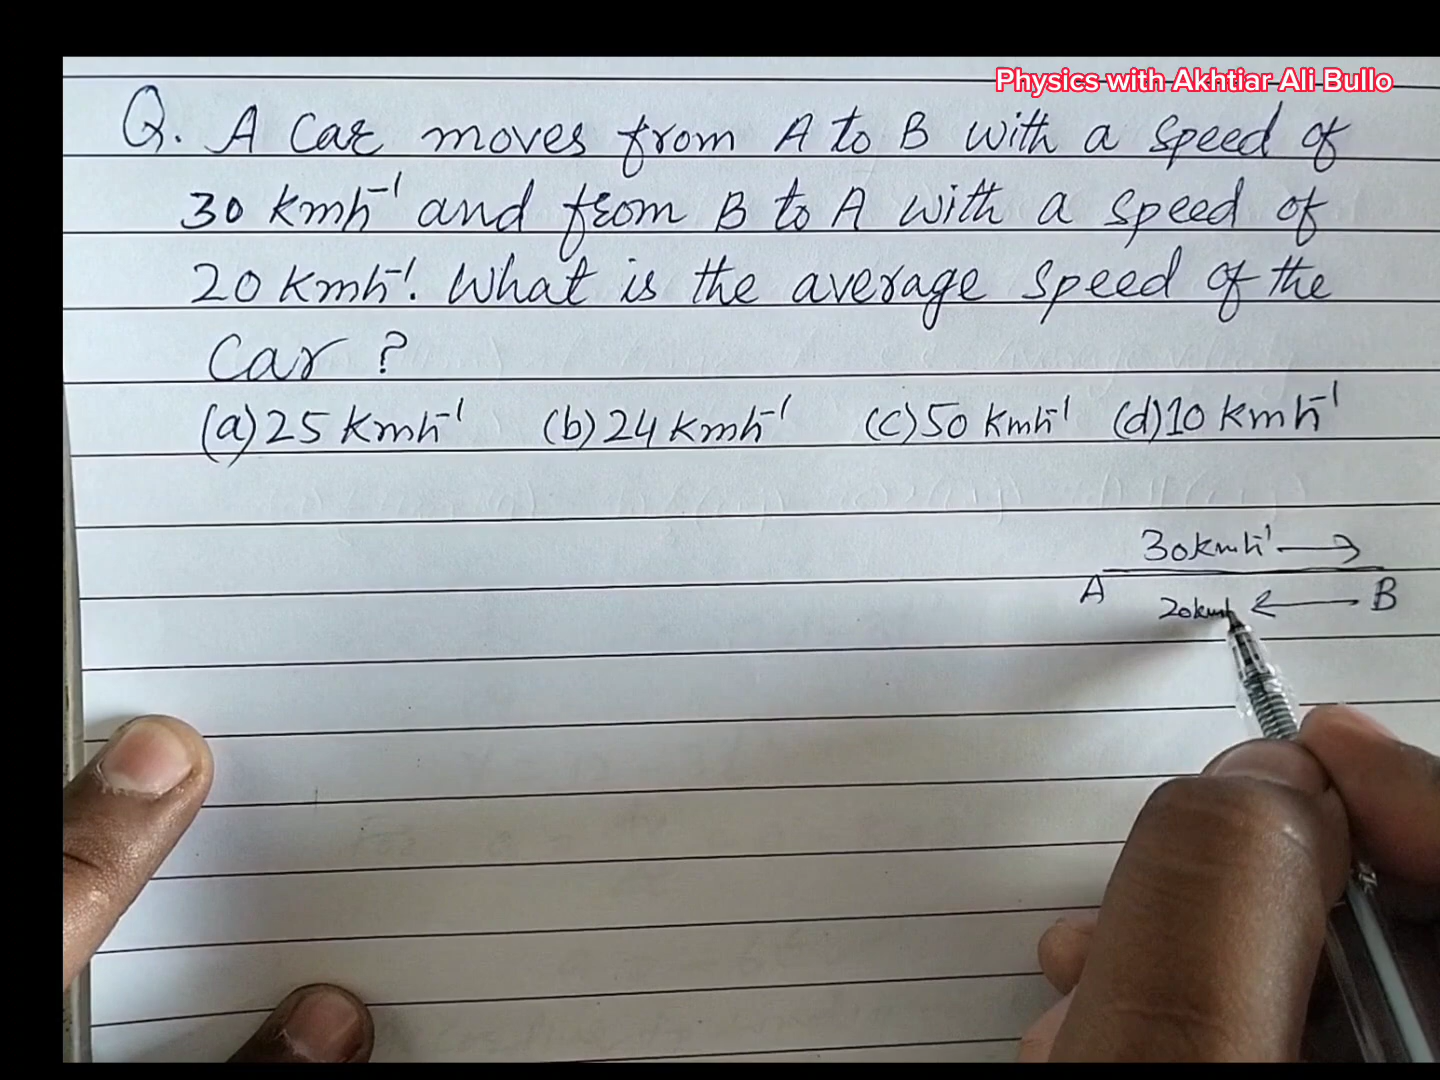 Physics with Akhtiar Ali Bullo
Q. A Car moves from A to B with a speed of
30 Kmh⁻¹ and from B to A with a speed of
20 Kmh⁻¹. What is the average speed of the
Car ?
(a) 25 Kmh⁻¹ (b) 24 Kmh⁻¹ (c) 50 Kmh⁻¹ (d) 10 Kmh⁻¹
30 kmh⁻¹ →
A B
20 kmh ←